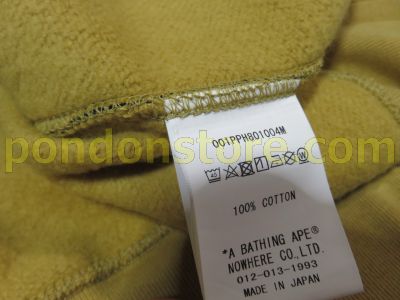 001PPH801004M
pondonstore.com
100% COTTON
"A BATHING APE®
NOWHERE CO.,LTD.
012-013-1993
MADE IN JAPAN